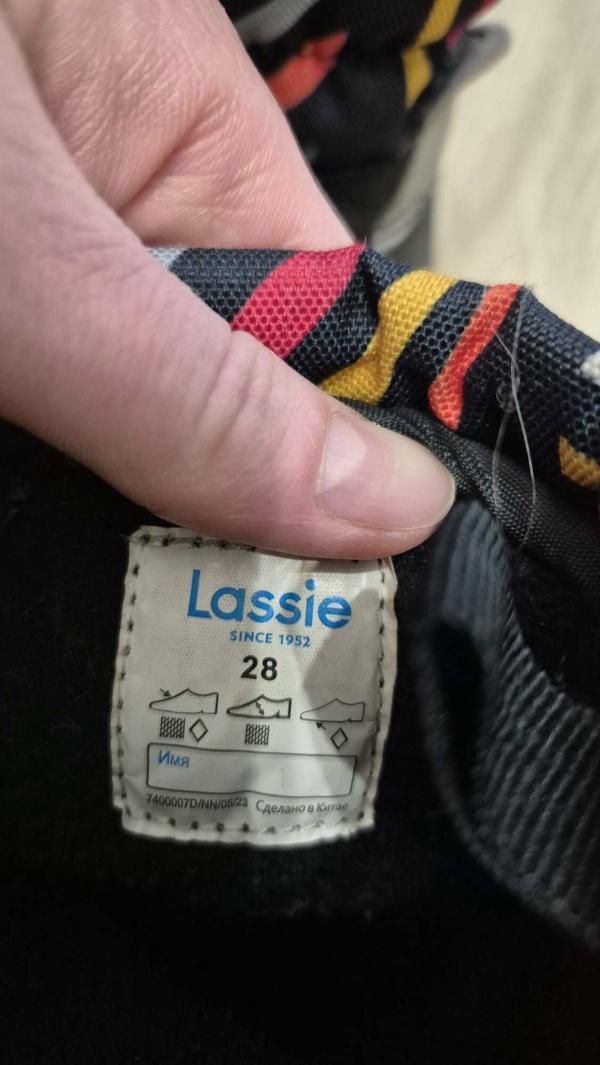 Lassie
SINCE 1952
28
Имя
7400007D/NN/05/23 Сделано в Китае